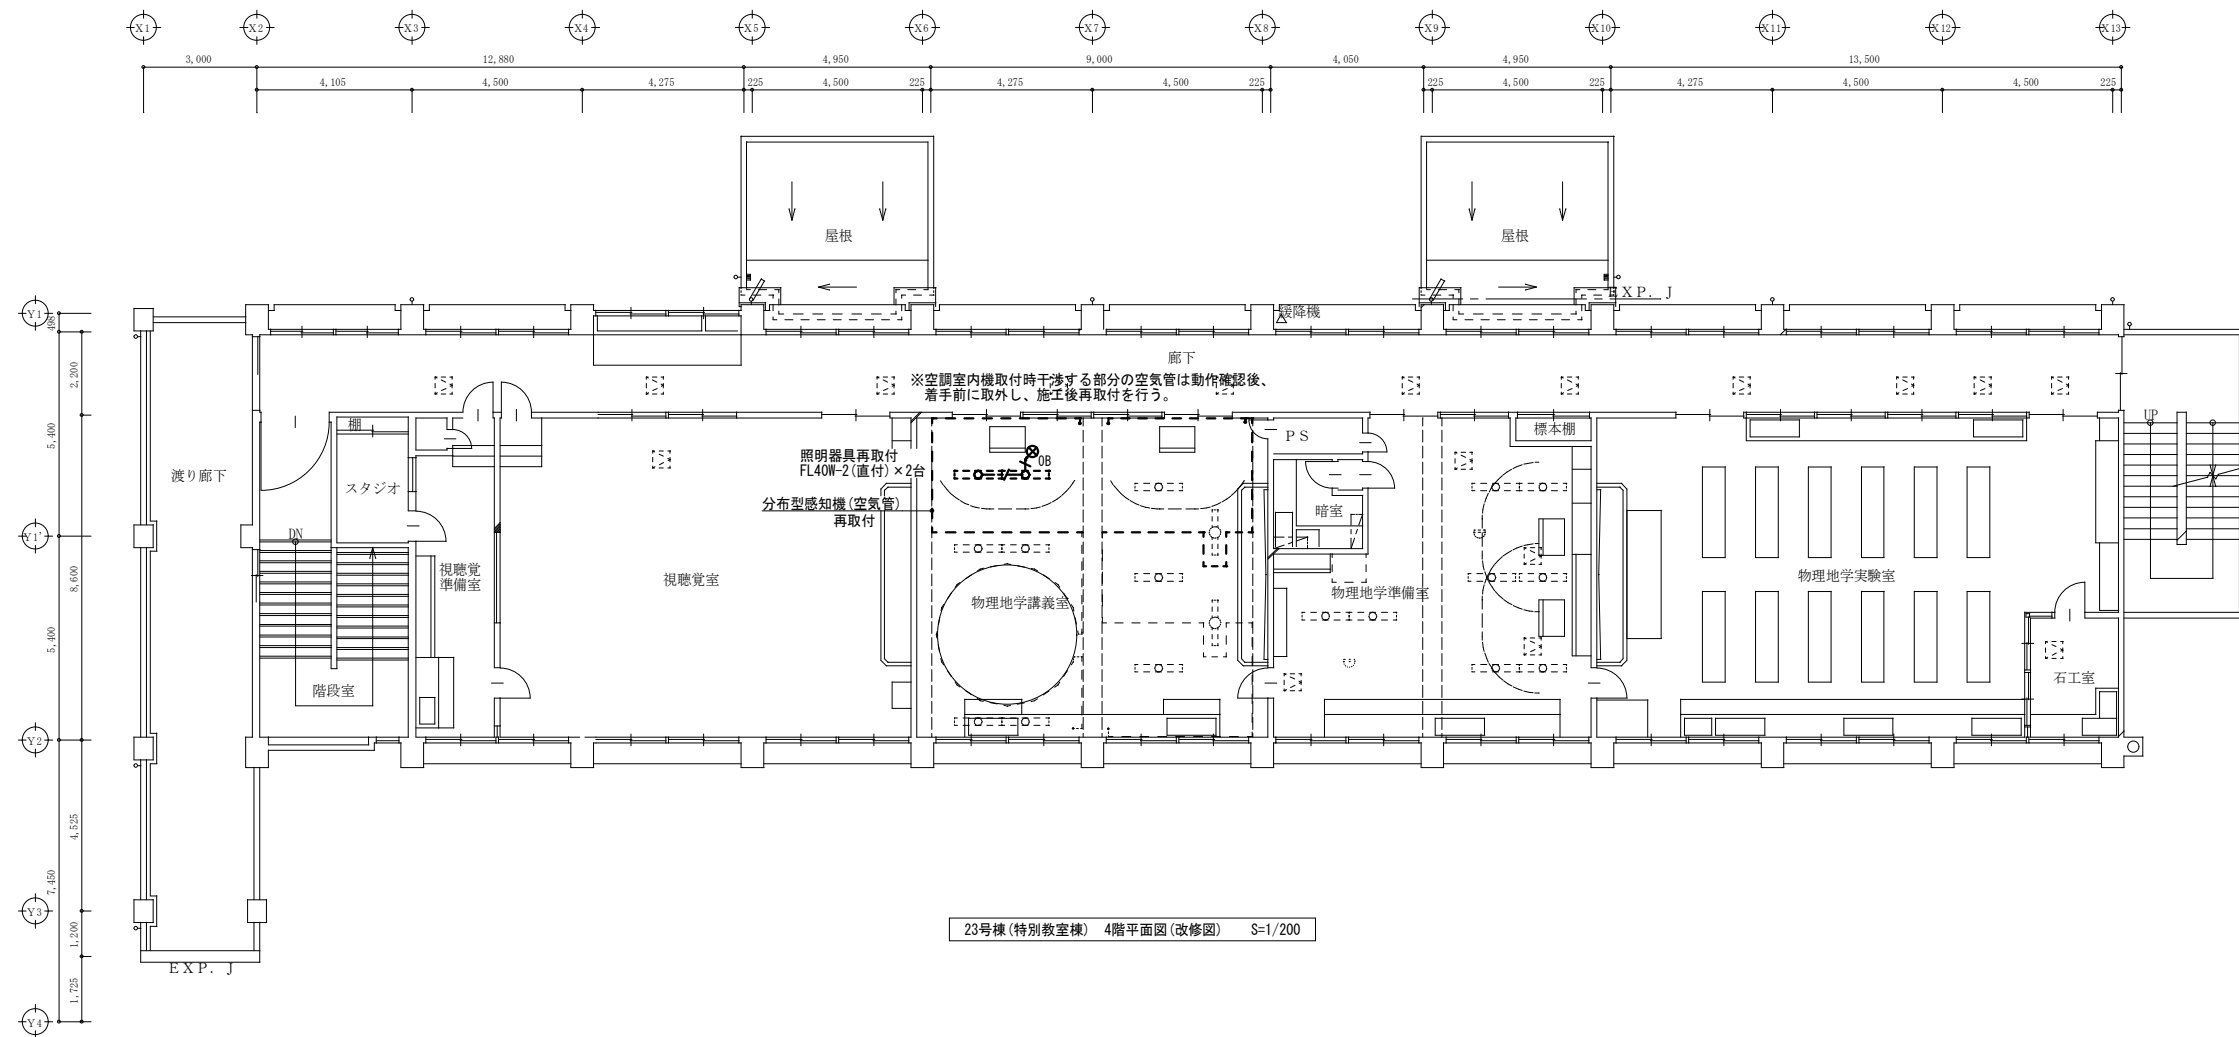 X1 X2 X3 X4 X5 X6 X7 X8 X9 X10 X11 X12 X13
3,000 12,880 4,950 9,000 4,050 4,950 13,500
4,105 4,500 4,275 225 4,500 225 4,275 4,500 225 225 4,500 225 4,275 4,500 4,500 225
屋根
屋根
EXP. J
緩降機
Y1
498
2,200
廊下
※空調室内機取付時干渉する部分の空気管は動作確認後、
着手前に取外し、施工後再取付を行う。
棚
5,400
UP
PS
標本棚
照明器具再取付
FL40W-2(直付)×2台
OB
渡り廊下
スタジオ
分布型感知機(空気管)
再取付
暗室
Y1'
DN
8,600
視聴覚
準備室
視聴覚室
物理地学講義室
物理地学準備室
物理地学実験室
5,400
階段室
石工室
Y2
4,525
7,450
Y3
1,200
23号棟(特別教室棟) 4階平面図(改修図) S=1/200
EXP. J
1,725
Y4